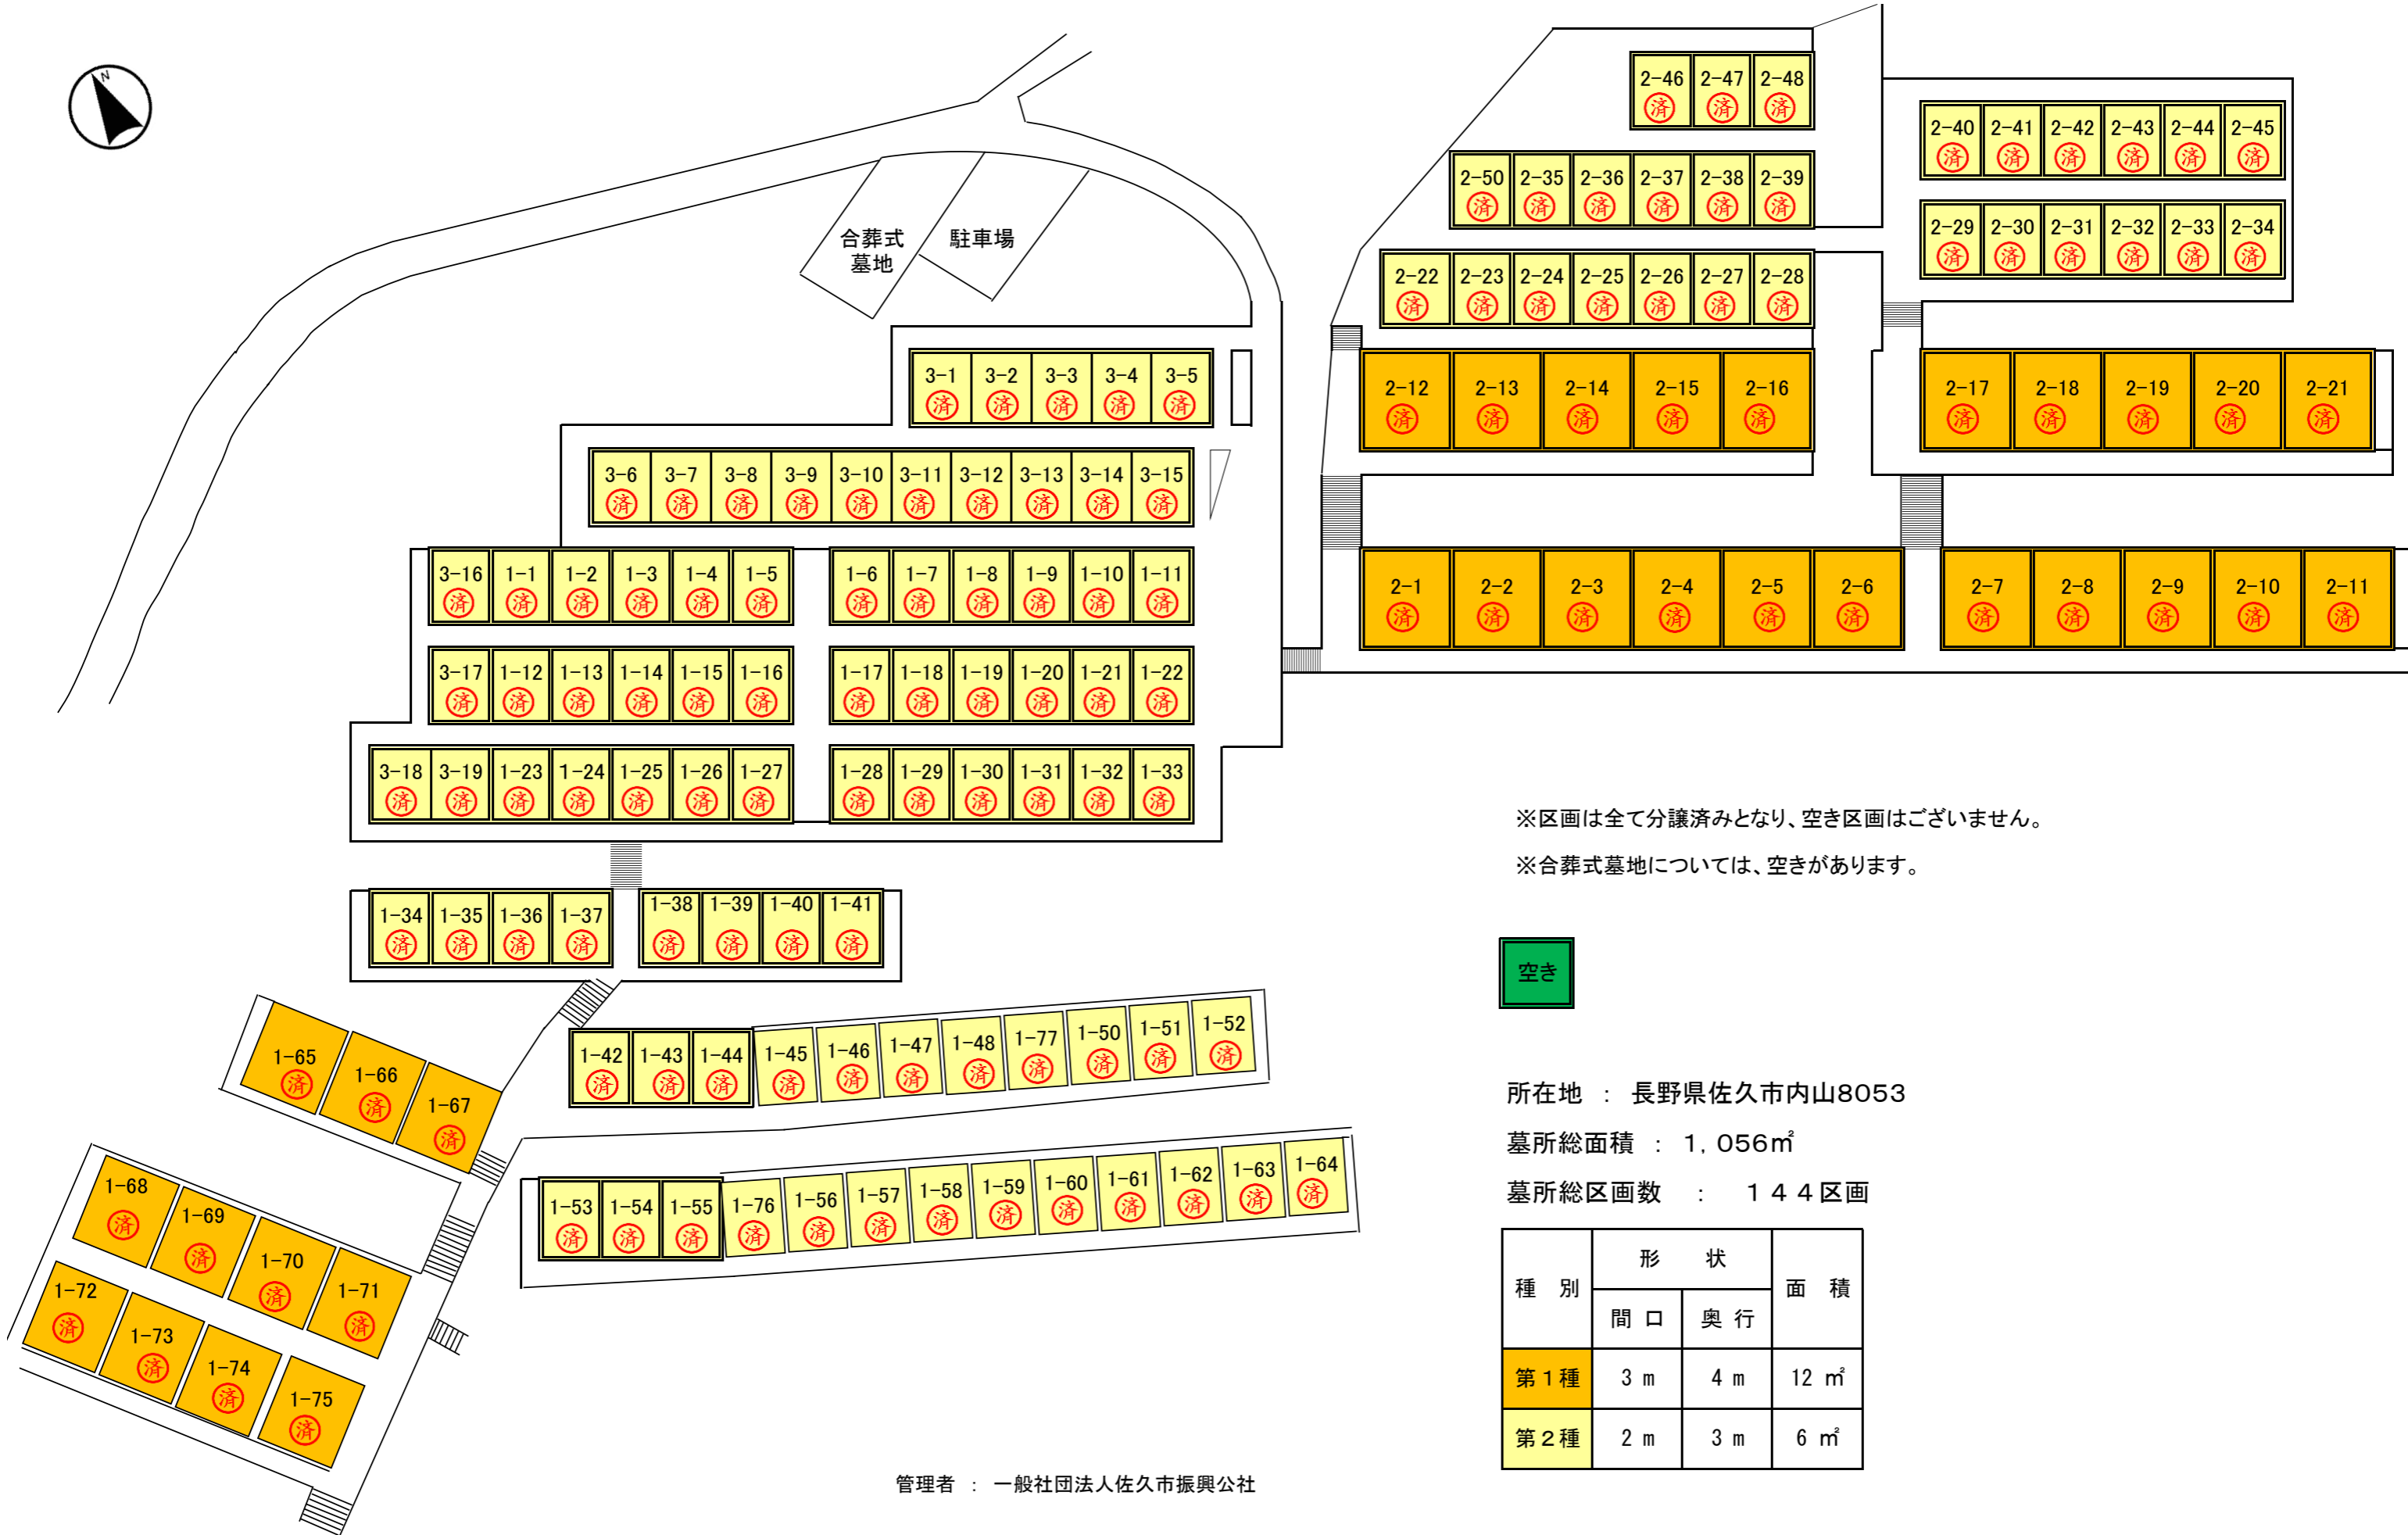 N
合葬式
墓地
駐車場
2-46 2-47 2-48
済 済 済
2-40 2-41 2-42 2-43 2-44 2-45
済 済 済 済 済 済
2-50 2-35 2-36 2-37 2-38 2-39
済 済 済 済 済 済
2-29 2-30 2-31 2-32 2-33 2-34
済 済 済 済 済 済
2-22 2-23 2-24 2-25 2-26 2-27 2-28
済 済 済 済 済 済 済
3-1 3-2 3-3 3-4 3-5
済 済 済 済 済
2-12 2-13 2-14 2-15 2-16
済 済 済 済 済
2-17 2-18 2-19 2-20 2-21
済 済 済 済 済
3-6 3-7 3-8 3-9 3-10 3-11 3-12 3-13 3-14 3-15
済 済 済 済 済 済 済 済 済 済
3-16 1-1 1-2 1-3 1-4 1-5
済 済 済 済 済 済
1-6 1-7 1-8 1-9 1-10 1-11
済 済 済 済 済 済
2-1 2-2 2-3 2-4 2-5 2-6
済 済 済 済 済 済
2-7 2-8 2-9 2-10 2-11
済 済 済 済 済
3-17 1-12 1-13 1-14 1-15 1-16
済 済 済 済 済 済
1-17 1-18 1-19 1-20 1-21 1-22
済 済 済 済 済 済
3-18 3-19 1-23 1-24 1-25 1-26 1-27
済 済 済 済 済 済 済
1-28 1-29 1-30 1-31 1-32 1-33
済 済 済 済 済 済
1-34 1-35 1-36 1-37
済 済 済 済
1-38 1-39 1-40 1-41
済 済 済 済
1-65 1-66 1-67
済 済 済
1-42 1-43 1-44 1-45 1-46 1-47 1-48 1-77 1-50 1-51 1-52
済 済 済 済 済 済 済 済 済 済 済
1-53 1-54 1-55 1-76 1-56 1-57 1-58 1-59 1-60 1-61 1-62 1-63 1-64
済 済 済 済 済 済 済 済 済 済 済 済 済
1-68 1-69 1-70 1-71
済 済 済 済
1-72 1-73 1-74 1-75
済 済 済 済
※区画は全て分譲済みとなり、空き区画はございません。
※合葬式墓地については、空きがあります。
空き
所在地 : 長野県佐久市内山8053
墓所総面積 : 1,056㎡
墓所総区画数 : 144区画
種別 形状 面積
間口 奥行
第1種 3 m 4 m 12 ㎡
第2種 2 m 3 m 6 ㎡
管理者 : 一般社団法人佐久市振興公社